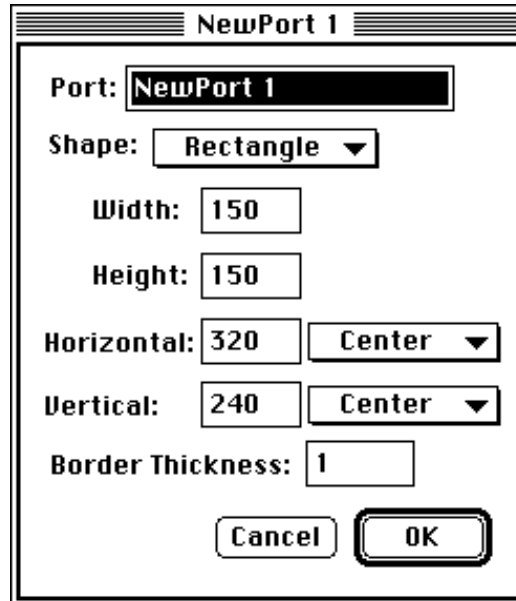 NewPort 1
Port: NewPort 1
Shape: Rectangle
Width: 150
Height: 150
Horizontal: 320 Center
Vertical: 240 Center
Border Thickness: 1
Cancel OK